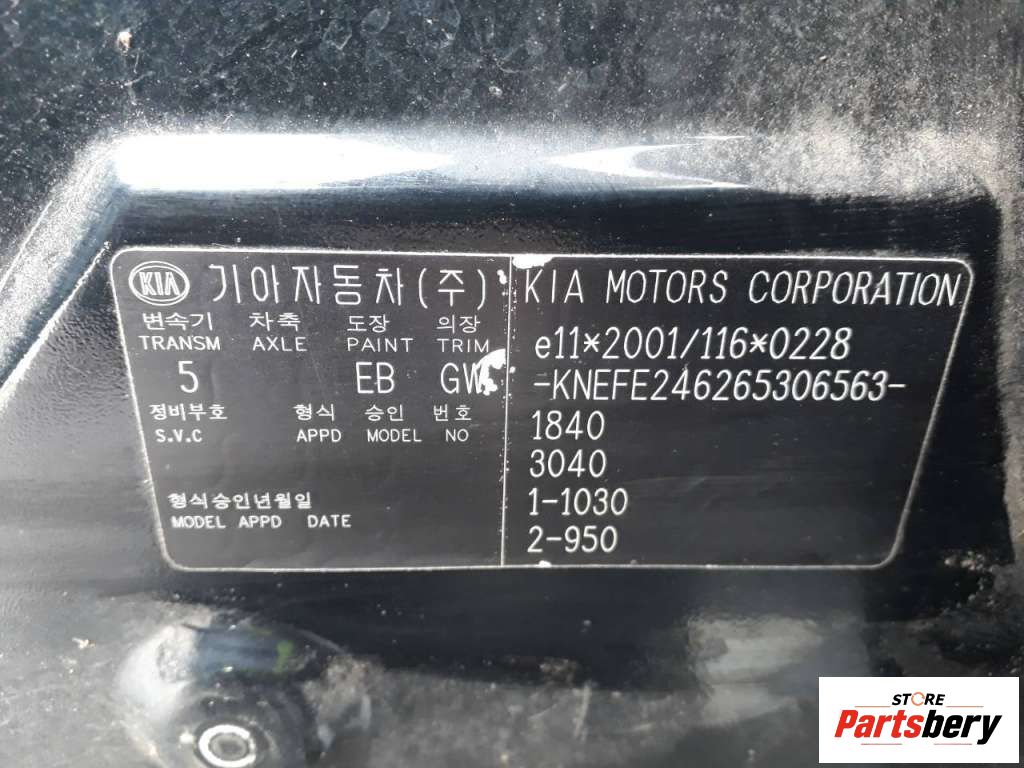 KIA 기아자동차(주)
변속기 차축 도장 의장
TRANSM AXLE PAINT TRIM
5 EB GW
정비부호 형식 승인 번호
S.V.C APPD MODEL NO
형식승인년월일
MODEL APPD DATE
KIA MOTORS CORPORATION
e11*2001/116*0228
-KNEFE246265306563-
1840
3040
1-1030
2-950
STORE
Partsbery